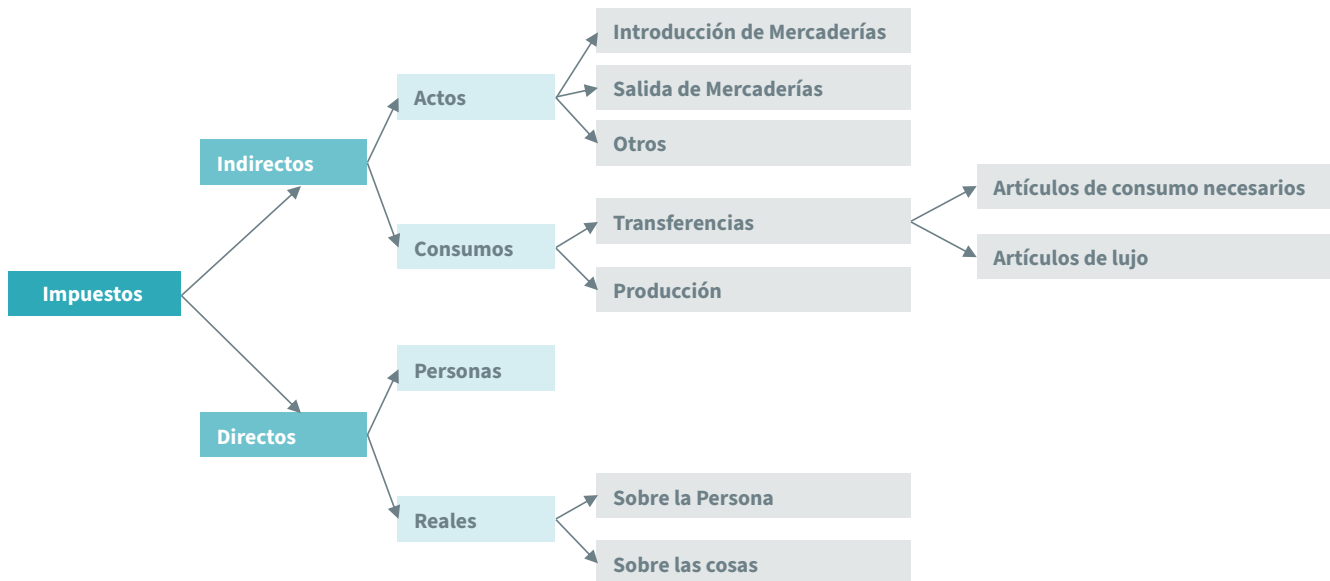 Impuestos
Indirectos
Actos
Introducción de Mercaderías
Salida de Mercaderías
Otros
Consumos
Transferencias
Artículos de consumo necesarios
Artículos de lujo
Producción
Directos
Personas
Reales
Sobre la Persona
Sobre las cosas